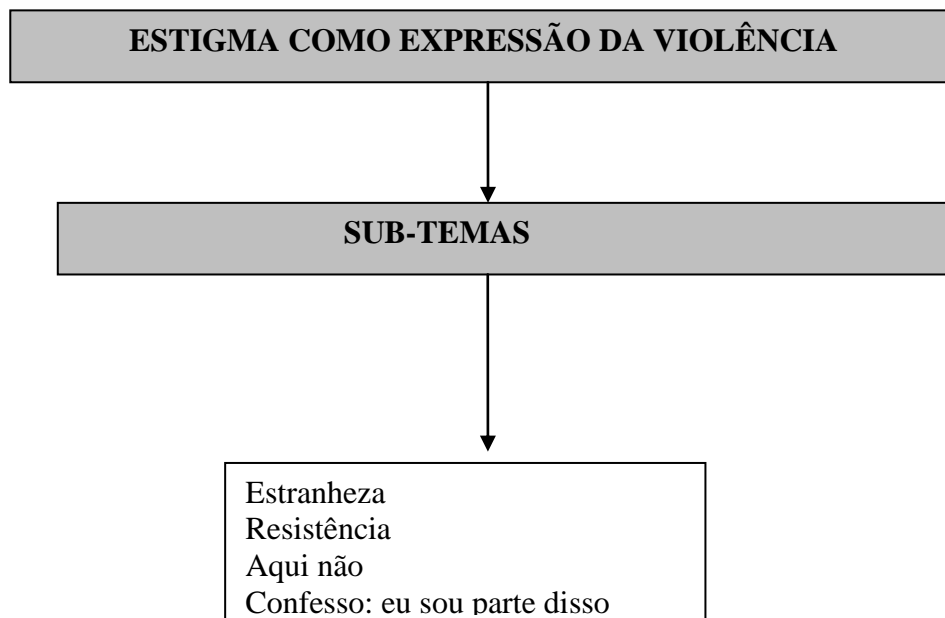 ESTIGMA COMO EXPRESSÃO DA VIOLÊNCIA
SUB-TEMAS
Estranheza
Resistência
Aqui não
Confesso: eu sou parte disso